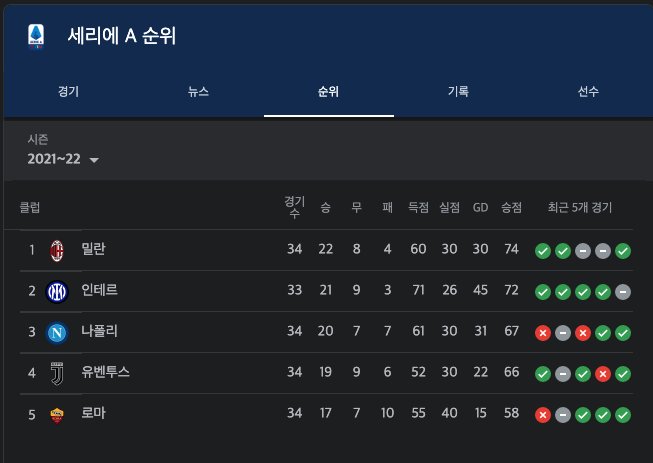 세리에 A 순위
경기 뉴스 순위 기록 선수
시즌
2021~22
클럽 경기수 승 무 패 득점 실점 GD 승점 최근 5개 경기
1 밀란 34 22 8 4 60 30 30 74
2 인테르 33 21 9 3 71 26 45 72
3 나폴리 34 20 7 7 61 30 31 67
4 유벤투스 34 19 9 6 52 30 22 66
5 로마 34 17 7 10 55 40 15 58